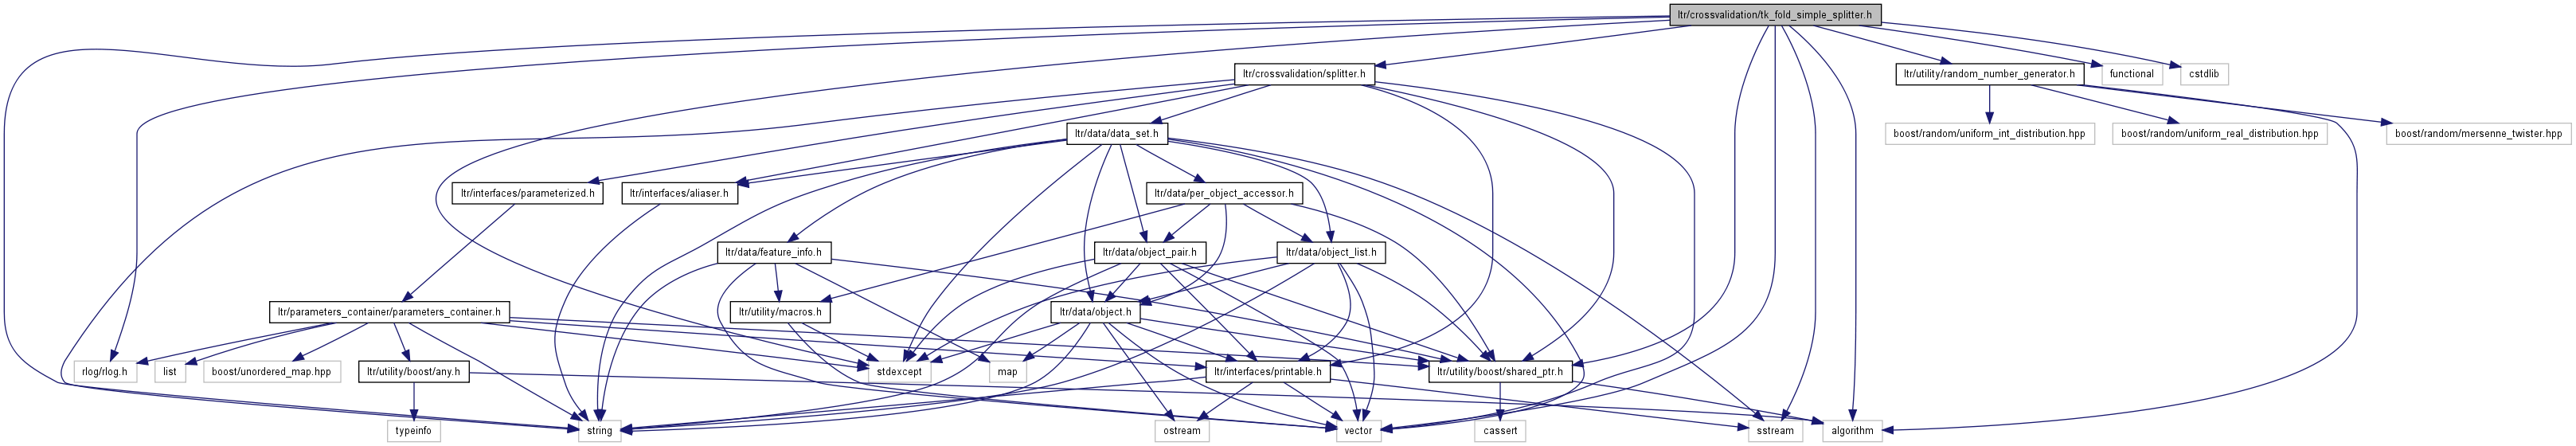 ltr/crossvalidation/tk_fold_simple_splitter.h
ltr/crossvalidation/splitter.h
ltr/utility/random_number_generator.h
functional
cstdlib
ltr/data/data_set.h
boost/random/uniform_int_distribution.hpp
boost/random/uniform_real_distribution.hpp
boost/random/mersenne_twister.hpp
ltr/interfaces/parameterized.h
ltr/interfaces/aliaser.h
ltr/data/per_object_accessor.h
ltr/data/feature_info.h
ltr/data/object_pair.h
ltr/data/object_list.h
ltr/parameters_container/parameters_container.h
ltr/utility/macros.h
ltr/data/object.h
rlog/rlog.h
list
boost/unordered_map.hpp
ltr/utility/boost/any.h
stdexcept
map
ltr/interfaces/printable.h
ltr/utility/boost/shared_ptr.h
typeinfo
string
ostream
vector
cassert
sstream
algorithm